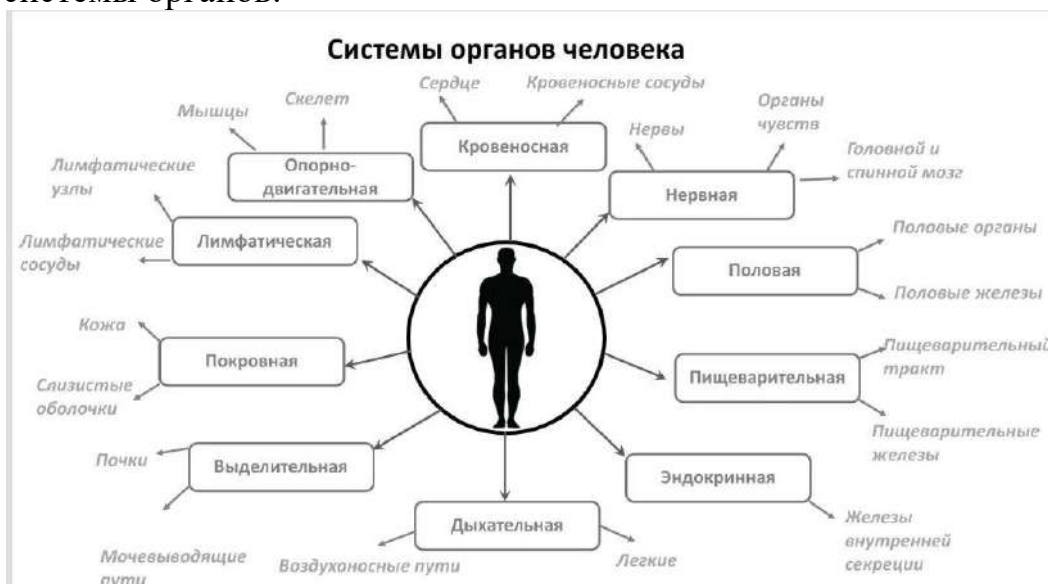 системы органов.
Системы органов человека
Сердце
Кровеносные сосуды
Скелет
Мышцы
Органы
чувств
Нервы
Кровеносная
Опорно-
двигательная
Головной и
спинной мозг
Лимфатические
узлы
Нервная
Лимфатическая
Половые органы
Лимфатические
сосуды
Половая
Половые железы
Кожа
Покровная
Пищеварительный
тракт
Пищеварительная
Слизистые
оболочки
Пищеварительные
железы
Почки
Выделительная
Эндокринная
Дыхательная
Железы
внутренней
секреции
Мочевыводящие
пути
Воздухоносные пути
Легкие